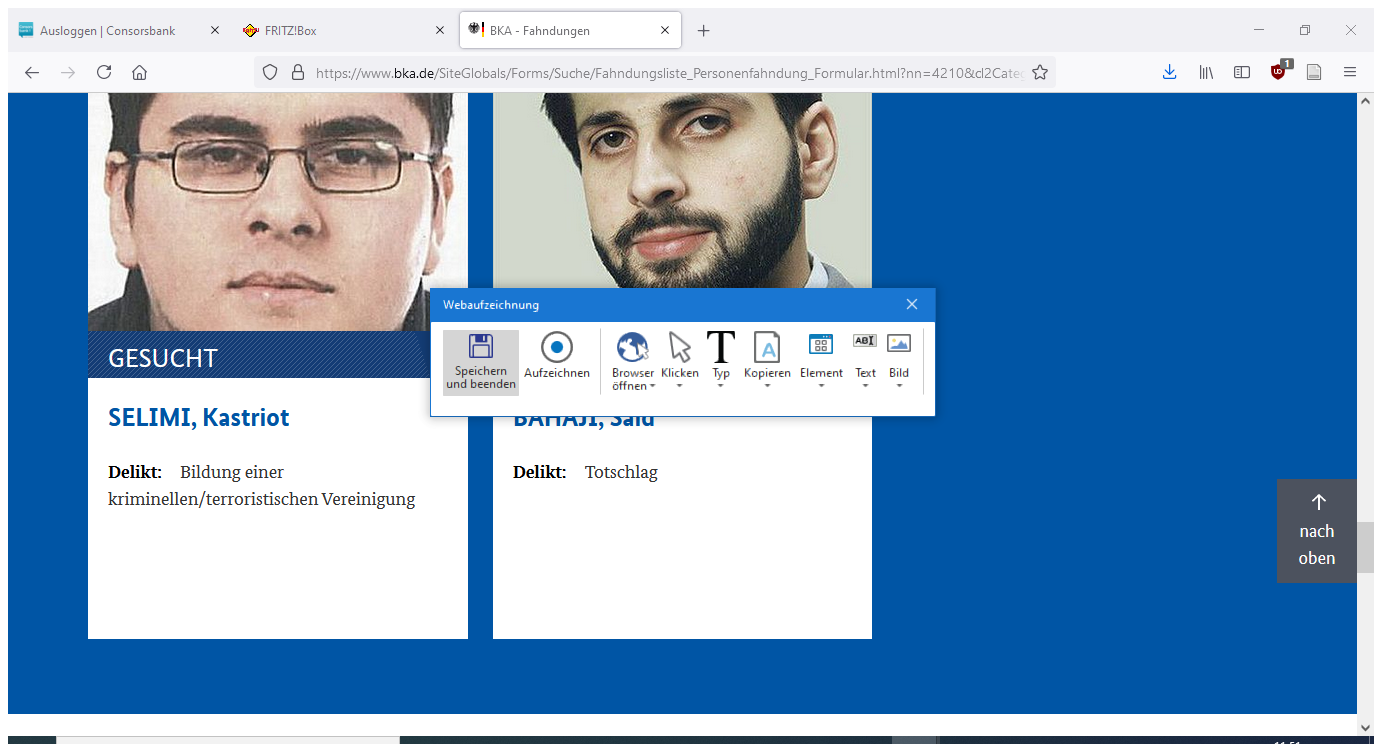 Ausloggen | Consorsbank
FRITZ!Box
BKA - Fahndungen
https://www.bka.de/SiteGlobals/Forms/Suche/Fahndungsliste_Personenfahndung_Formular.html?nn=4210&cl2Categ
1
Webaufzeichnung
Speichern
und beenden
Aufzeichnen
Browser
öffnen
Klicken
Typ
Kopieren
Element
Text
Bild
GESUCHT
SELIMI, Kastriot
BAHAJI, Said
Delikt: Bildung einer
kriminellen/terroristischen Vereinigung
Delikt: Totschlag
nach
oben